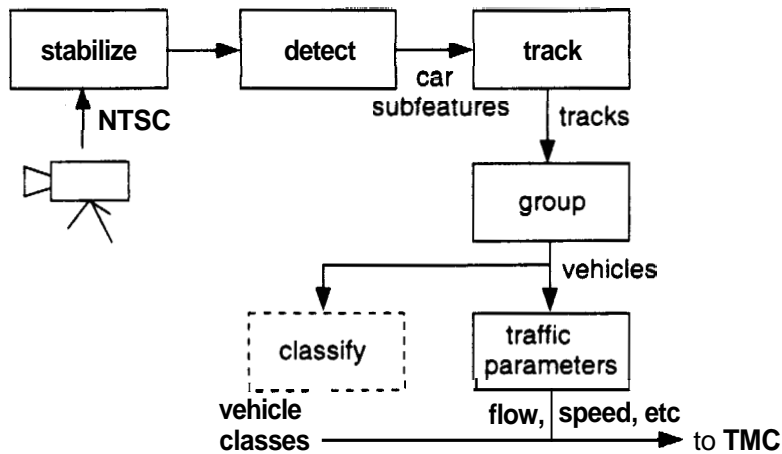 stabilize
detect
track
car
subfeatures
NTSC
tracks
group
vehicles
classify
traffic
parameters
vehicle
classes
flow, speed, etc
to TMC